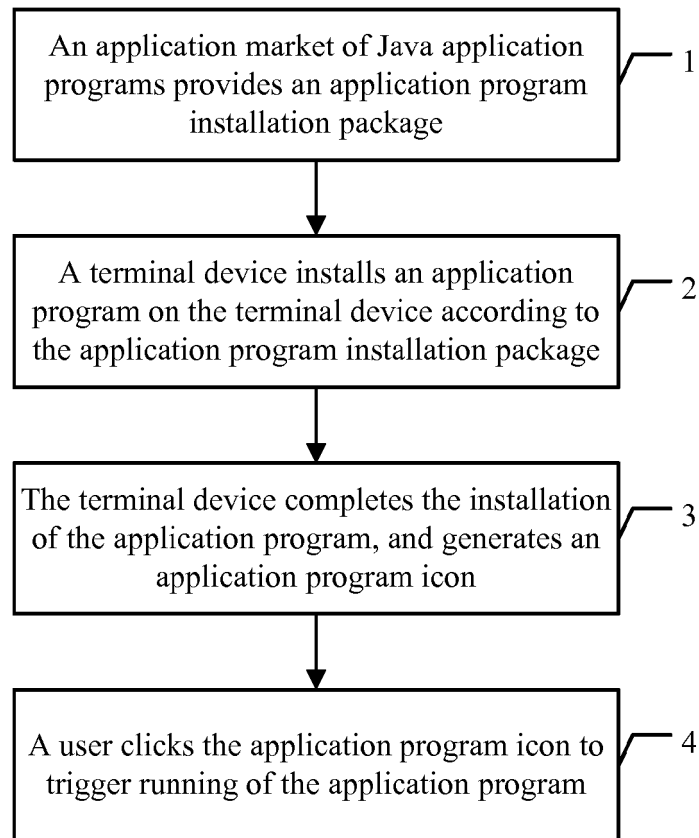 An application market of Java application
programs provides an application program
installation package
1
A terminal device installs an application
program on the terminal device according to
the application program installation package
2
The terminal device completes the installation
of the application program, and generates an
application program icon
3
A user clicks the application program icon to
trigger running of the application program
4